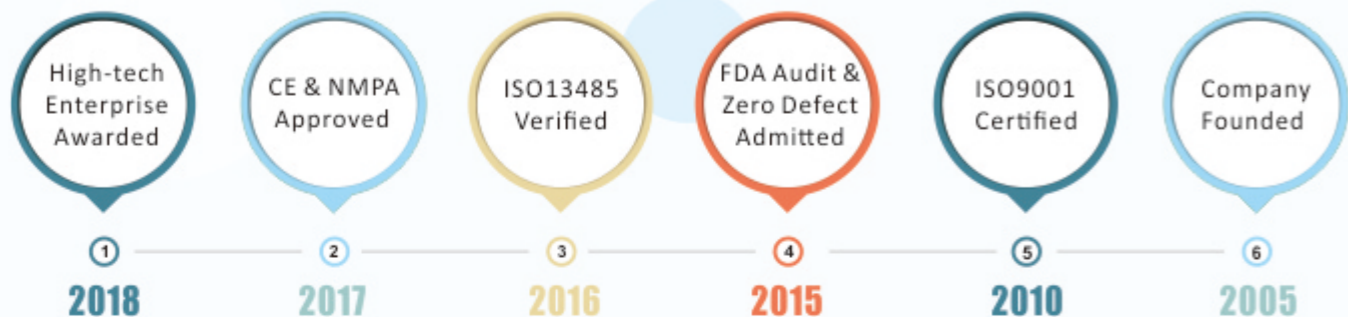 High-tech
Enterprise
Awarded
CE & NMPA
Approved
ISO13485
Verified
FDA Audit &
Zero Defect
Admitted
ISO9001
Certified
Company
Founded
1
2
3
4
5
6
2018
2017
2016
2015
2010
2005